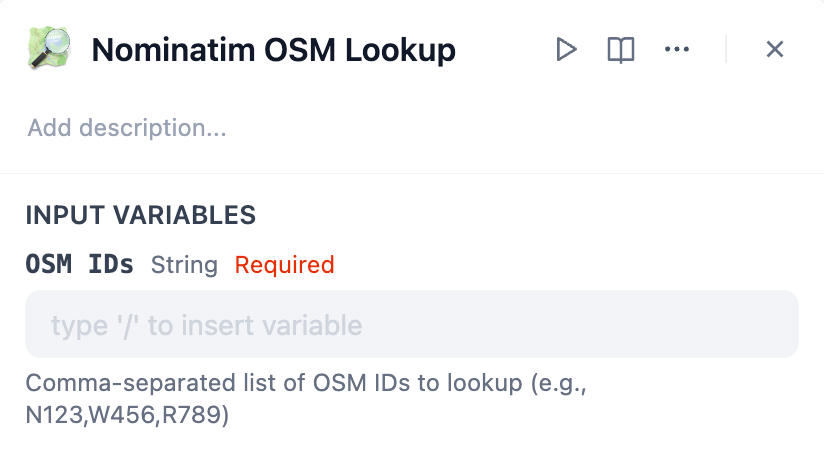 Nominatim OSM Lookup
Add description...
INPUT VARIABLES
OSM IDs String Required
type '/' to insert variable
Comma-separated list of OSM IDs to lookup (e.g.,
N123,W456,R789)